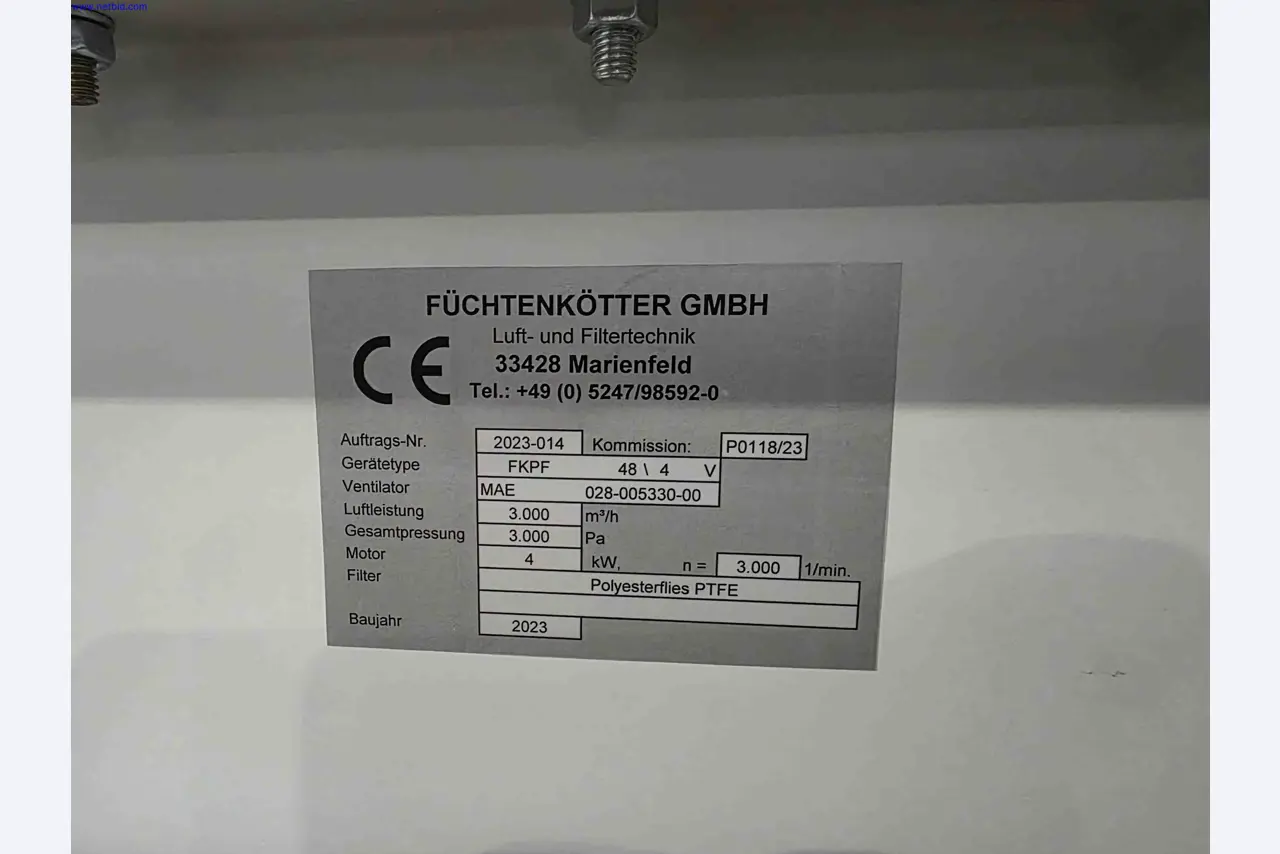 www.netbid.com
FÜCHTENKÖTTER GMBH
Luft- und Filtertechnik
33428 Marienfeld
CE Tel.: +49 (0) 5247/98592-0
Auftrags-Nr. 2023-014 Kommission: P0118/23
Gerätetype FKPF 48 \ 4 V
Ventilator MAE 028-005330-00
Luftleistung 3.000 m³/h
Gesamtpressung 3.000 Pa
Motor 4 kW, n = 3.000 1/min.
Filter Polyesterflies PTFE
Baujahr 2023